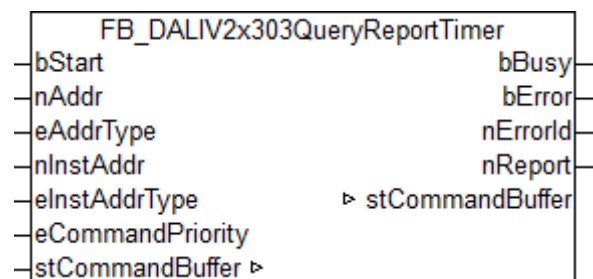 FB_DALIV2x303QueryReportTimer
bStart bBusy
nAddr bError
eAddrType nErrorId
nInstAddr nReport
eInstAddrType ▹ stCommandBuffer
eCommandPriority
stCommandBuffer ▹